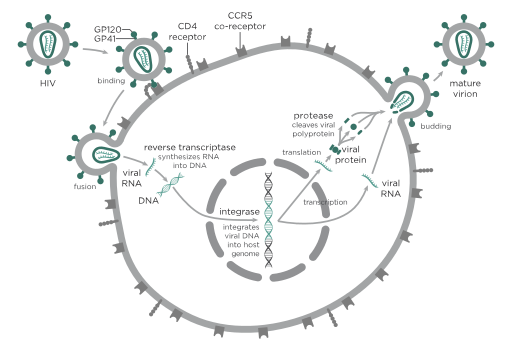 HIV
GP120
GP41
binding
CD4
receptor
CCR5
co-receptor
mature
virion
budding
fusion
viral
RNA
reverse transcriptase
synthesizes RNA
into DNA
DNA
integrase
integrates
viral DNA
into host
genome
transcription
translation
protease
cleaves viral
polyprotein
viral
protein
viral
RNA